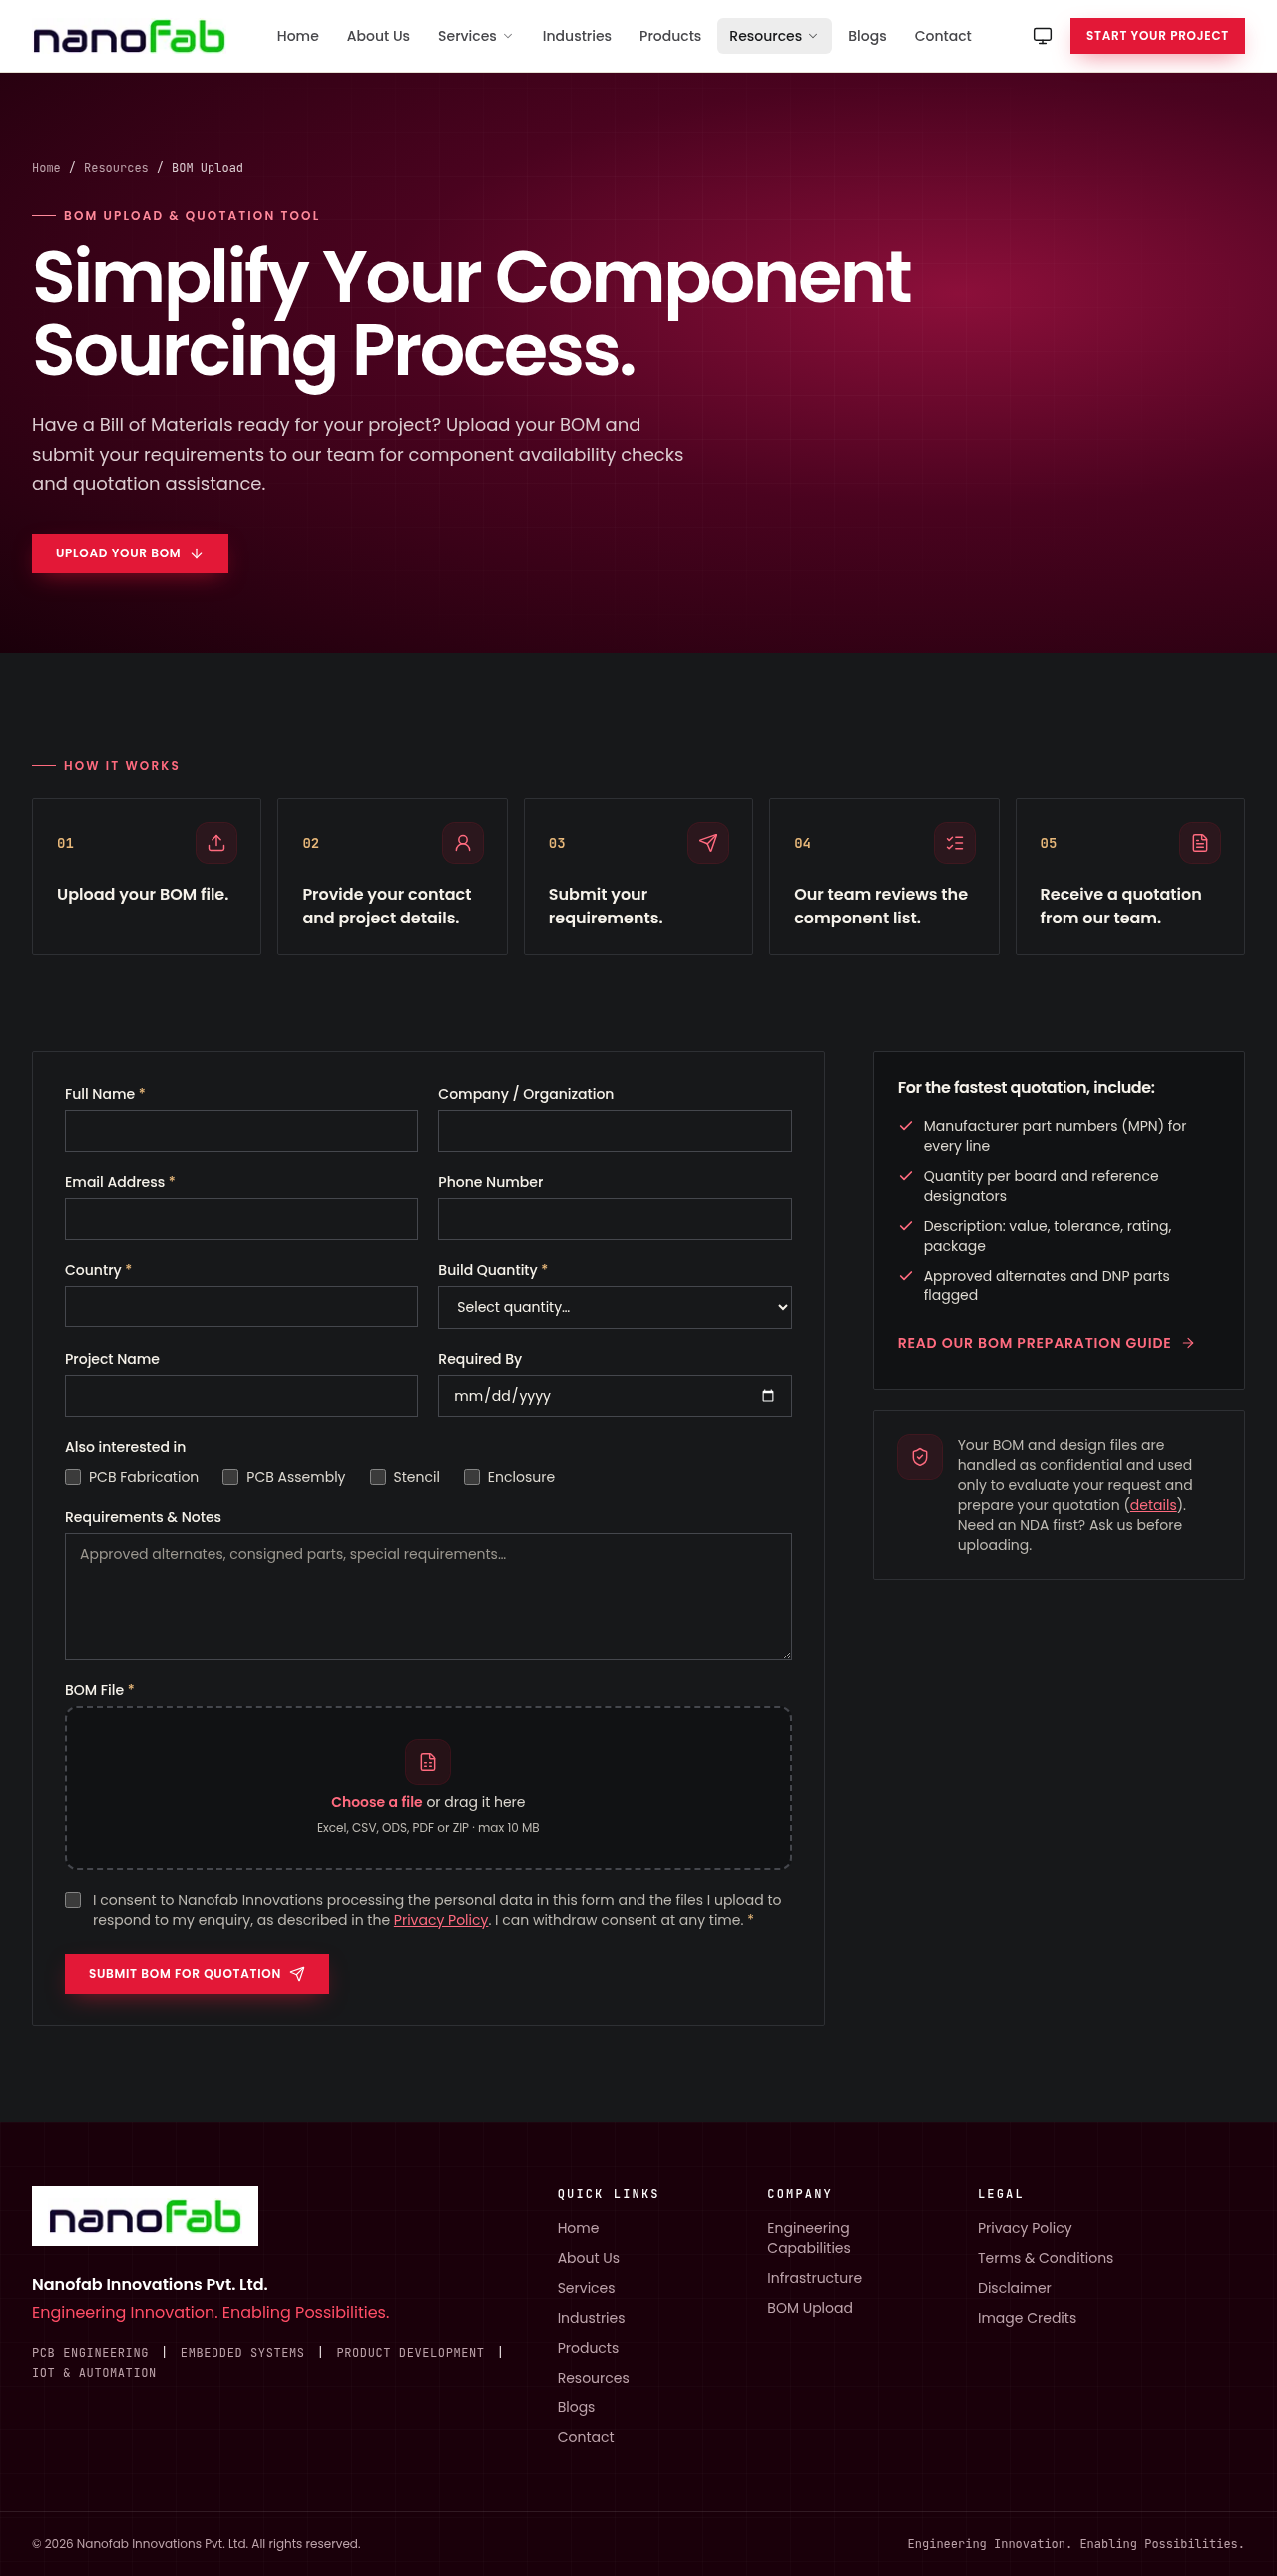 nanoFab
Home
About Us
Services
Industries
Products
Resources
Blogs
Contact
START YOUR PROJECT
Home / Resources / BOM Upload
BOM UPLOAD & QUOTATION TOOL
Simplify Your Component
Sourcing Process.
Have a Bill of Materials ready for your project? Upload your BOM and
submit your requirements to our team for component availability checks
and quotation assistance.
UPLOAD YOUR BOM
HOW IT WORKS
01
Upload your BOM file.
02
Provide your contact
and project details.
03
Submit your
requirements.
04
Our team reviews the
component list.
05
Receive a quotation
from our team.
Full Name *
Company / Organization
Email Address *
Phone Number
Country *
Build Quantity *
Select quantity...
Project Name
Required By
mm/dd/yyyy
Also interested in
PCB Fabrication
PCB Assembly
Stencil
Enclosure
Requirements & Notes
Approved alternates, consigned parts, special requirements...
BOM File *
Choose a file or drag it here
Excel, CSV, ODS, PDF or ZIP · max 10 MB
I consent to Nanofab Innovations processing the personal data in this form and the files I upload to
respond to my enquiry, as described in the Privacy Policy. I can withdraw consent at any time. *
SUBMIT BOM FOR QUOTATION
For the fastest quotation, include:
Manufacturer part numbers (MPN) for
every line
Quantity per board and reference
designators
Description: value, tolerance, rating,
package
Approved alternates and DNP parts
flagged
READ OUR BOM PREPARATION GUIDE
Your BOM and design files are
handled as confidential and used
only to evaluate your request and
prepare your quotation (details).
Need an NDA first? Ask us before
uploading.
nanoFab
Nanofab Innovations Pvt. Ltd.
Engineering Innovation. Enabling Possibilities.
PCB ENGINEERING | EMBEDDED SYSTEMS | PRODUCT DEVELOPMENT |
IOT & AUTOMATION
QUICK LINKS
Home
About Us
Services
Industries
Products
Resources
Blogs
Contact
COMPANY
Engineering
Capabilities
Infrastructure
BOM Upload
LEGAL
Privacy Policy
Terms & Conditions
Disclaimer
Image Credits
© 2026 Nanofab Innovations Pvt. Ltd. All rights reserved.
Engineering Innovation. Enabling Possibilities.